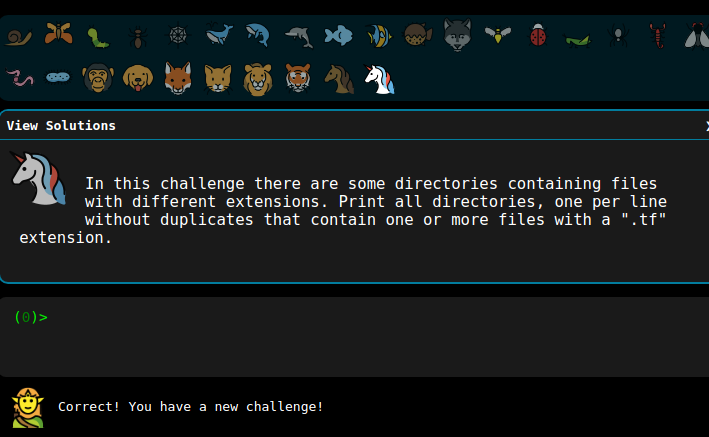 View Solutions
In this challenge there are some directories containing files
with different extensions. Print all directories, one per line
without duplicates that contain one or more files with a ".tf"
extension.
(0)>
Correct! You have a new challenge!